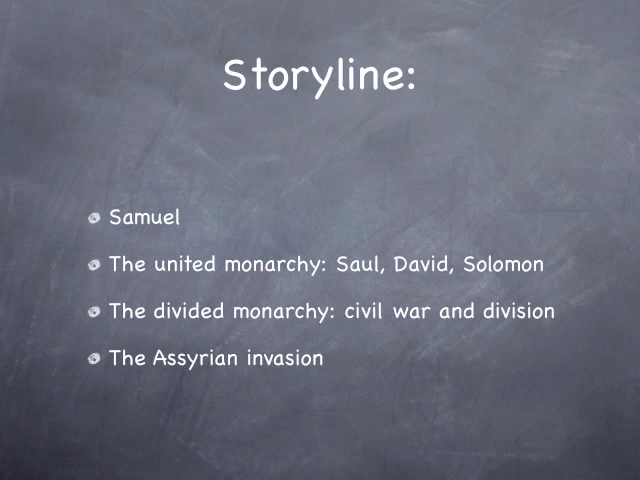 Storyline:
Samuel
The united monarchy: Saul, David, Solomon
The divided monarchy: civil war and division
The Assyrian invasion